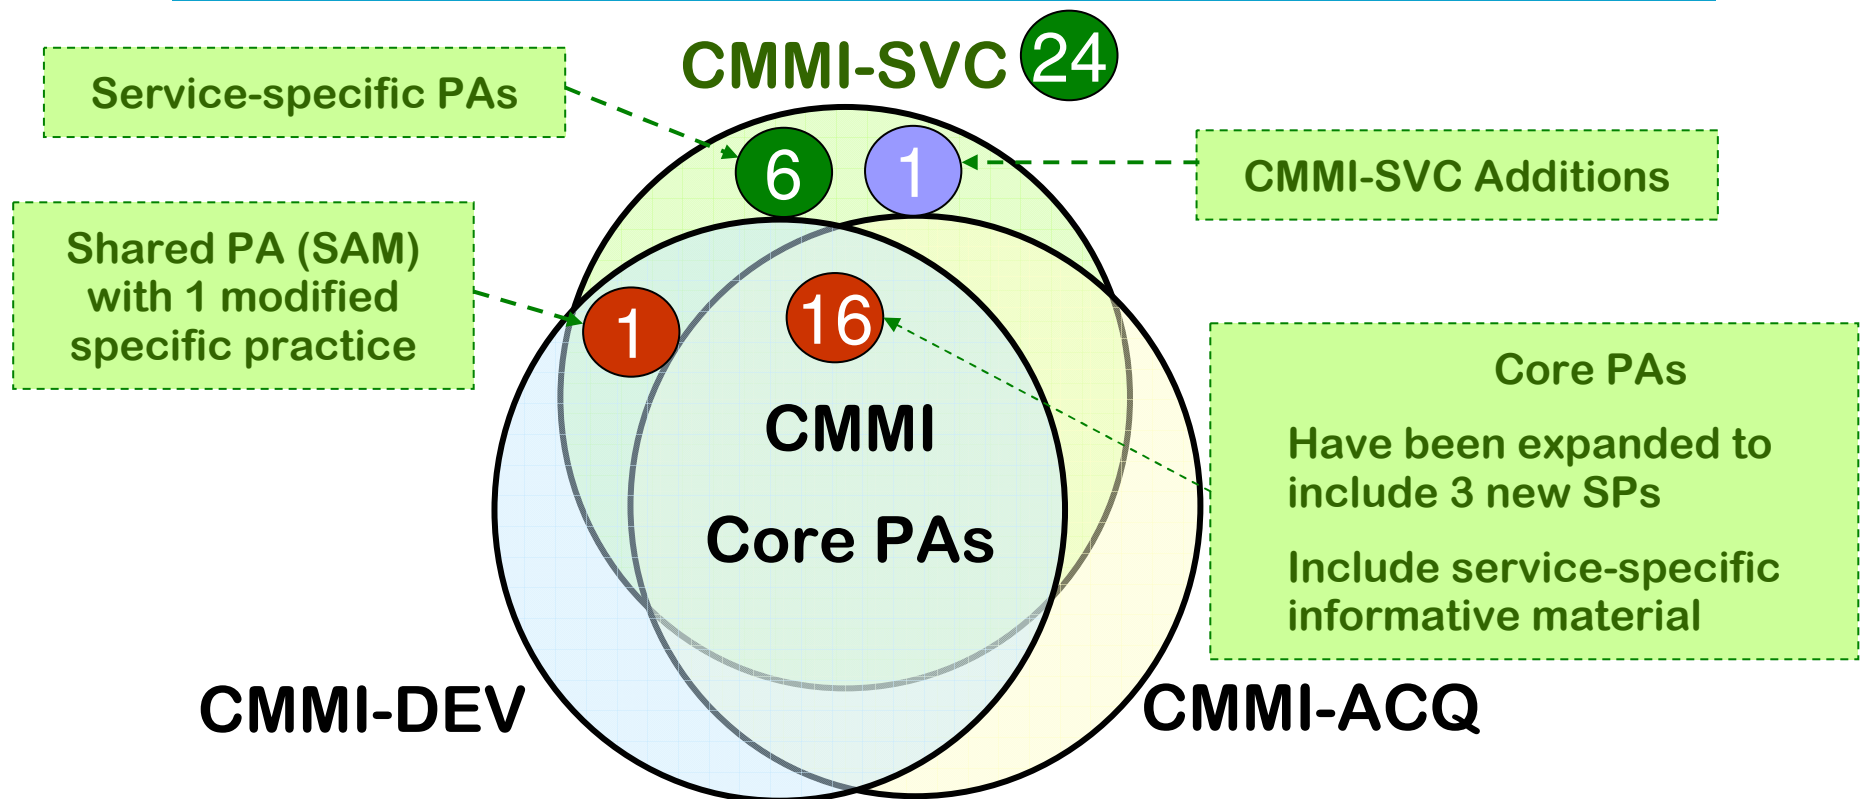 CMMI-SVC 24
Service-specific PAs
6
1
CMMI-SVC Additions
Shared PA (SAM)
with 1 modified
specific practice
1
16
Core PAs
Have been expanded to
include 3 new SPs
Include service-specific
informative material
CMMI
Core PAs
CMMI-DEV
CMMI-ACQ